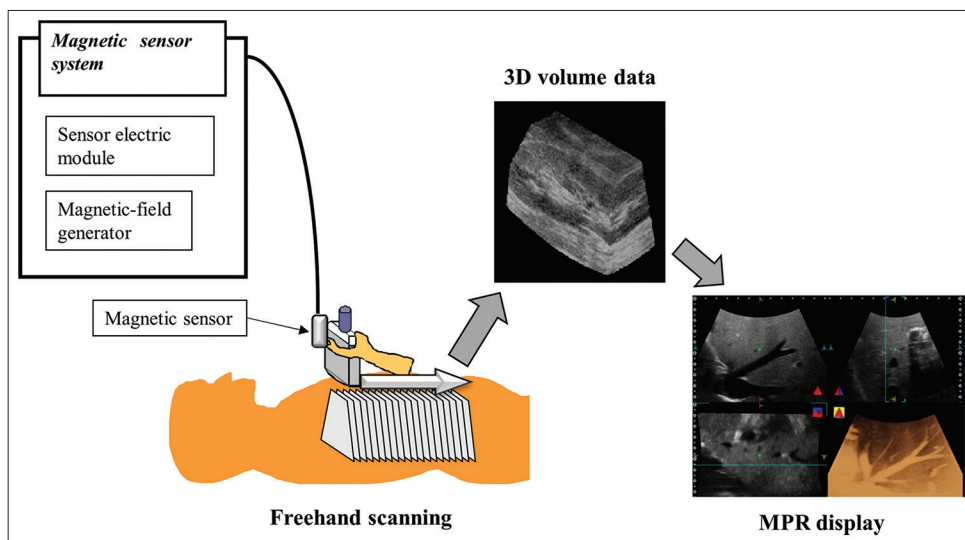 Magnetic sensor
system
Sensor electric
module
Magnetic-field
generator
Magnetic sensor
3D volume data
Freehand scanning
MPR display